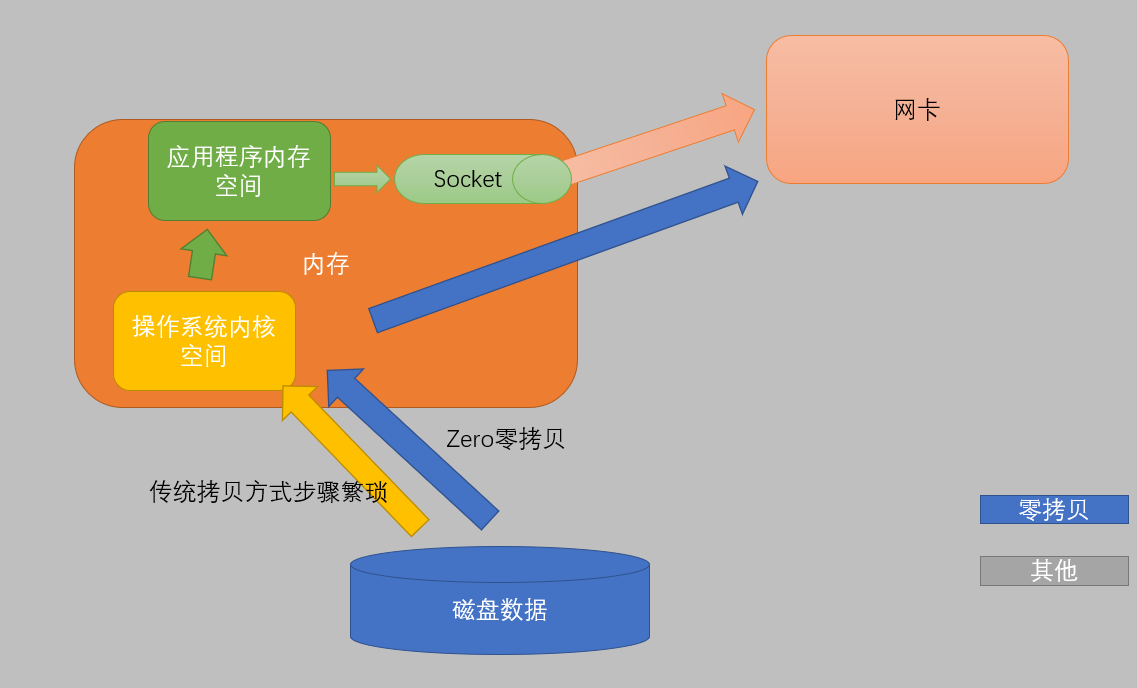 网卡
应用程序内存
空间
Socket
内存
操作系统内核
空间
Zero零拷贝
传统拷贝方式步骤繁琐
零拷贝
其他
磁盘数据